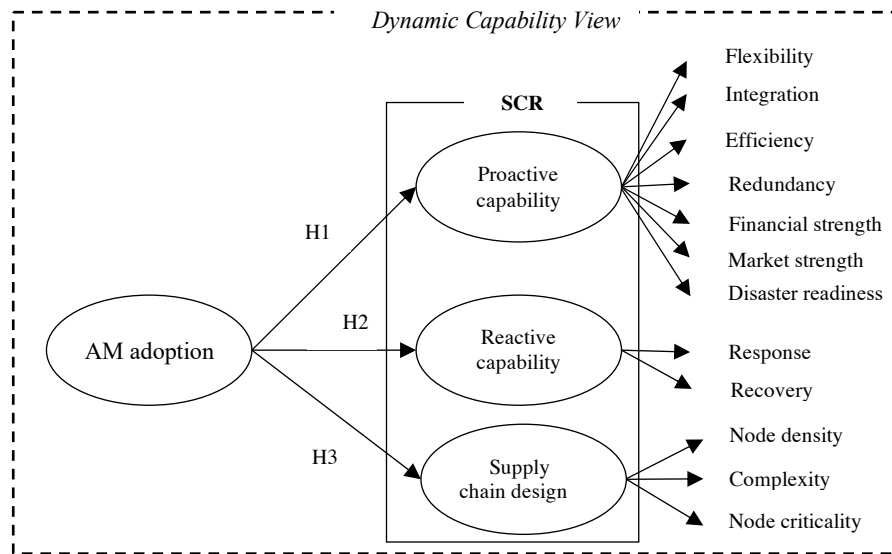 Dynamic Capability View
SCR
Flexibility
Integration
Efficiency
Proactive
capability
Redundancy
Financial strength
Market strength
Disaster readiness
H1
H2
AM adoption
Reactive
capability
Response
Recovery
H3
Supply
chain design
Node density
Complexity
Node criticality